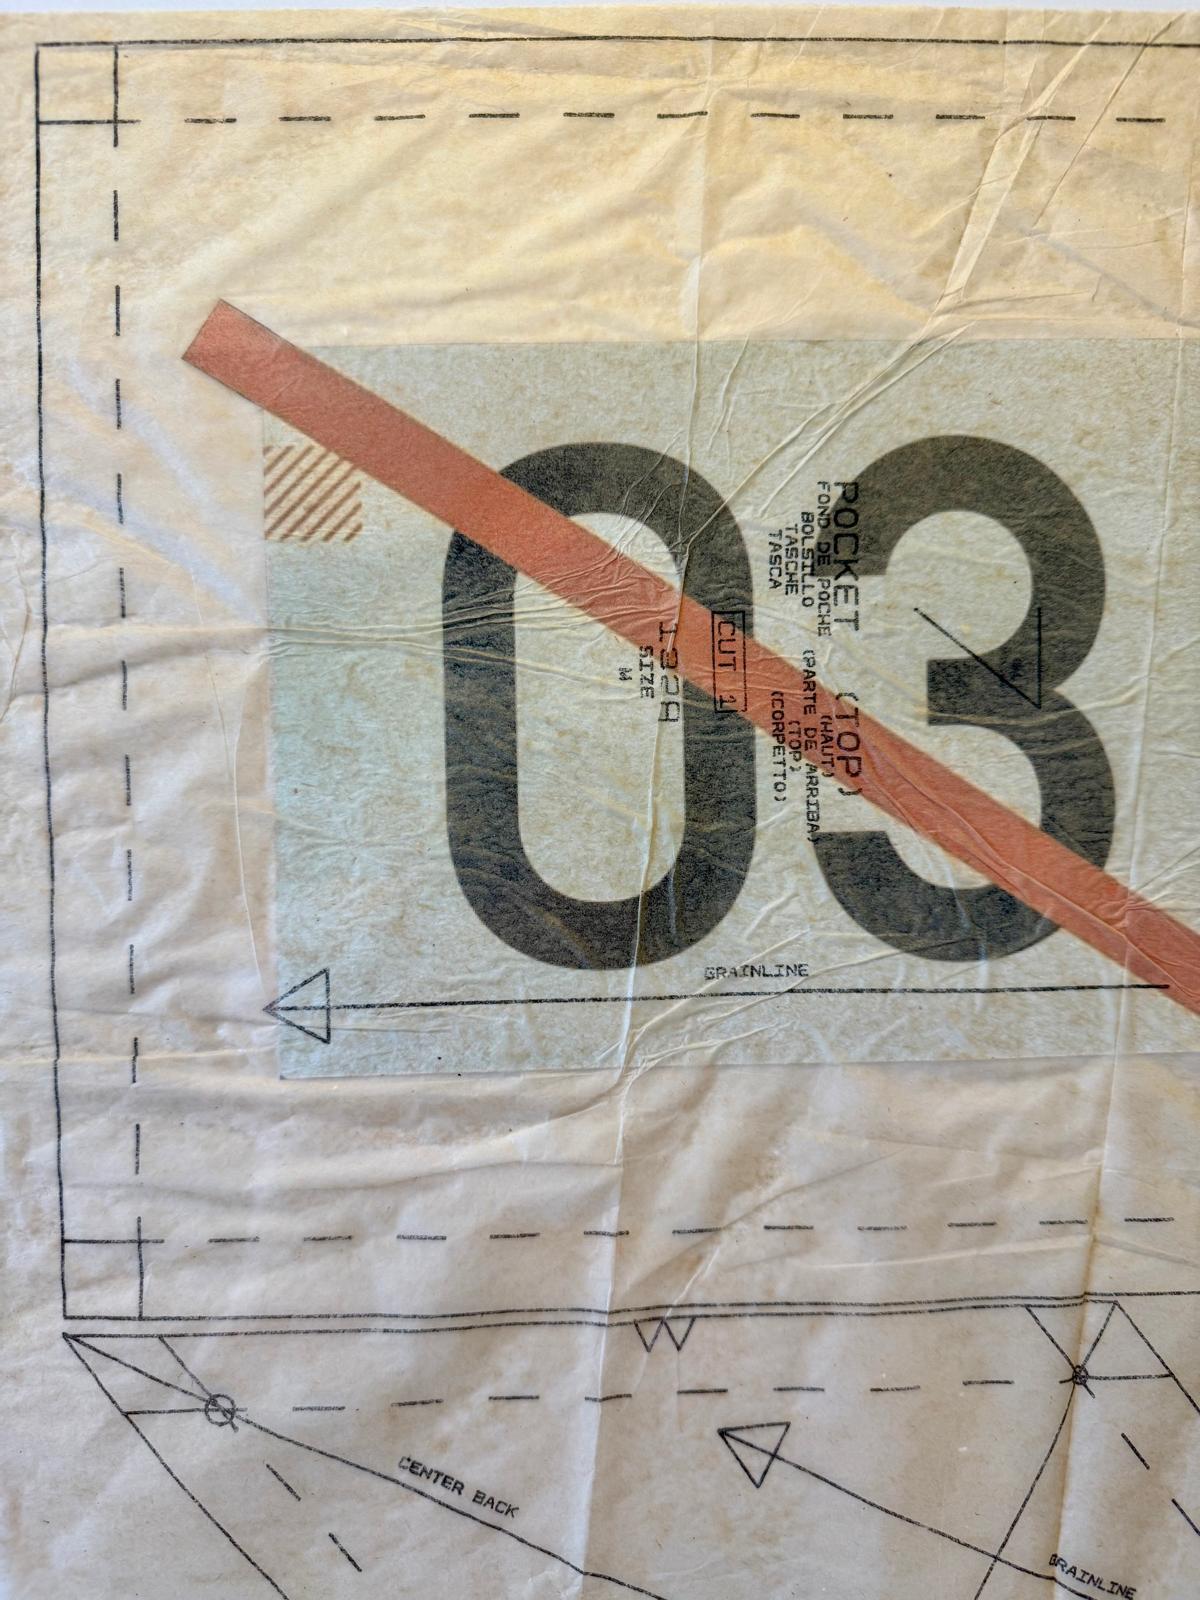 03
POCKET (TOP)
FOND DE POCHE (HAUT)
BOLSILLO (PARTE DE ARRIBA)
TASCHE (TOP)
TASCA (CORPETTO)
CUT 1
SIZE
M
GRAINLINE
CENTER BACK
GRAINLINE